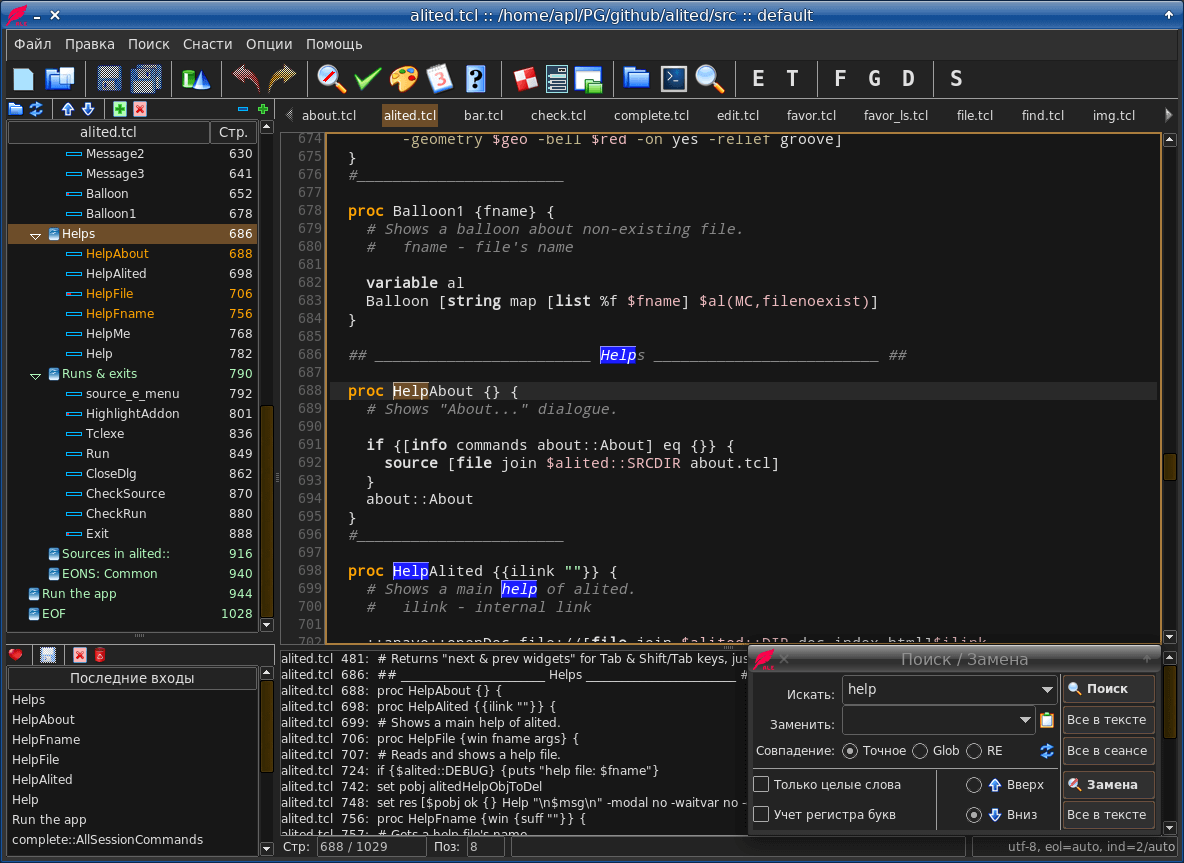 alited.tcl :: /home/apl/PG/github/alited/src :: default
Файл Правка Поиск Снасти Опции Помощь
E T F G D S
about.tcl alited.tcl bar.tcl check.tcl complete.tcl edit.tcl favor.tcl favor_ls.tcl file.tcl find.tcl img.tcl
alited.tcl Стр.
Message2 630
Message3 641
Balloon 652
Balloon1 678
Helps 686
HelpAbout 688
HelpAlited 698
HelpFile 706
HelpFname 756
HelpMe 768
Help 782
Runs & exits 790
source_e_menu 792
HighlightAddon 801
Tclexe 836
Run 849
CloseDlg 862
CheckSource 870
CheckRun 880
Exit 888
Sources in alited:: 916
EONS: Common 940
Run the app 944
EOF 1028
674 -geometry $geo -bell $red -on yes -relief groove]
675 }
676 #_______________________
677
678 proc Balloon1 {fname} {
679 # Shows a balloon about non-existing file.
680 #   fname - file's name
681
682 variable al
683 Balloon [string map [list %f $fname] $al(MC,filenoexist)]
684 }
685
686 ## ________________________ Helps _________________________ ##
687
688 proc HelpAbout {} {
689 # Shows "About..." dialogue.
690
691 if {[info commands about::About] eq {}} {
692 source [file join $alited::SRCDIR about.tcl]
693 }
694 about::About
695 }
696 #_______________________
697
698 proc HelpAlited {{ilink ""}} {
699 # Shows a main help of alited.
700 #   ilink - internal link
701
702 ::apave::openDoc file://[file join $alited::DIR doc index.html]$ilink
Последние входы
Helps
HelpAbout
HelpFname
HelpFile
HelpAlited
Help
Run the app
complete::AllSessionCommands
alited.tcl 481: # Returns "next & prev widgets" for Tab & Shift/Tab keys, jus
alited.tcl 686: ## ________________________ Helps ________________________ #
alited.tcl 688: proc HelpAbout {} {
alited.tcl 698: proc HelpAlited {{ilink ""}} {
alited.tcl 699: # Shows a main help of alited.
alited.tcl 706: proc HelpFile {win fname args} {
alited.tcl 707: # Reads and shows a help file.
alited.tcl 724: if {$alited::DEBUG} {puts "help file: $fname"}
alited.tcl 742: set pobj alitedHelpObjToDel
alited.tcl 748: set res [$pobj ok {} Help "\n$msg\n" -modal no -waitvar no -
alited.tcl 756: proc HelpFname {win {suff ""}} {
alited.tcl 757: # Gets a help file's name.
Поиск / Замена
Искать: help Поиск
Заменить: Все в тексте
Совпадение: Точное Glob RE Все в сеансе
Только целые слова Вверх Замена
Учет регистра букв Вниз Все в тексте
Стр: 688 / 1029 Поз: 8 utf-8, eol=auto, ind=2/auto